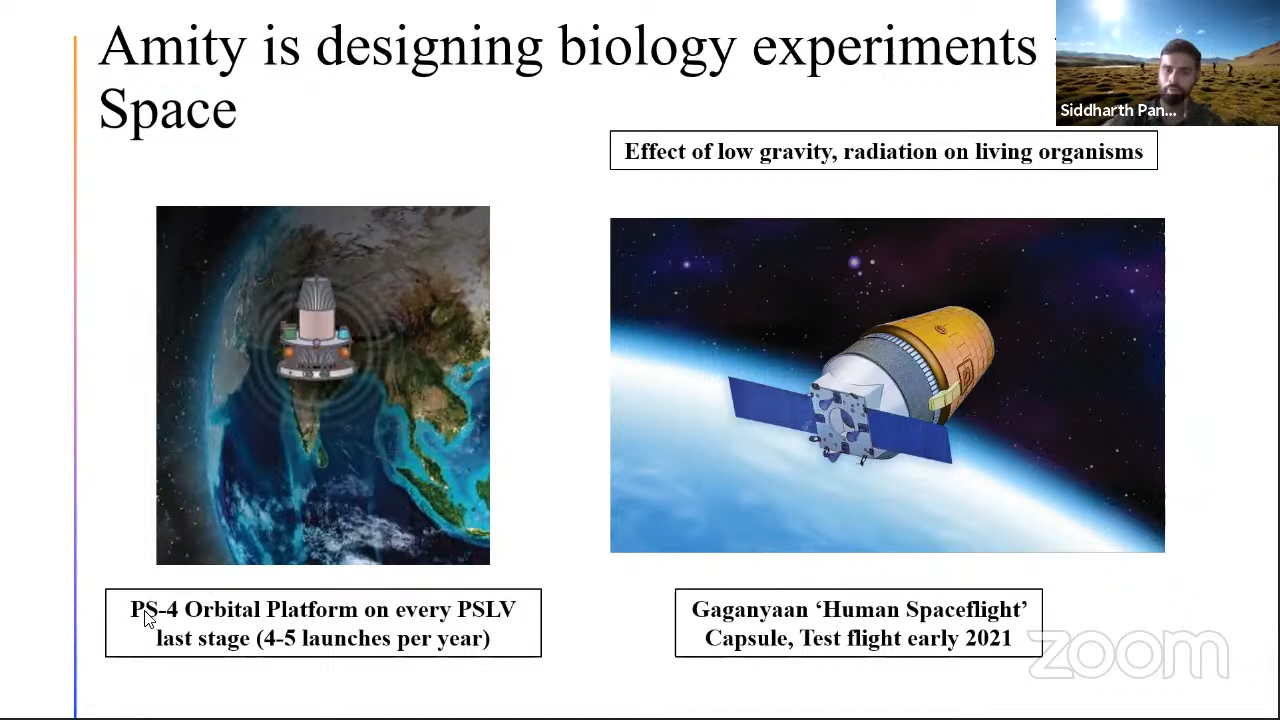 Amity is designing biology experiments
Space
Siddharth Pan...
Effect of low gravity, radiation on living organisms
PS-4 Orbital Platform on every PSLV
last stage (4-5 launches per year)
Gaganyaan ‘Human Spaceflight’
Capsule, Test flight early 2021
zoom